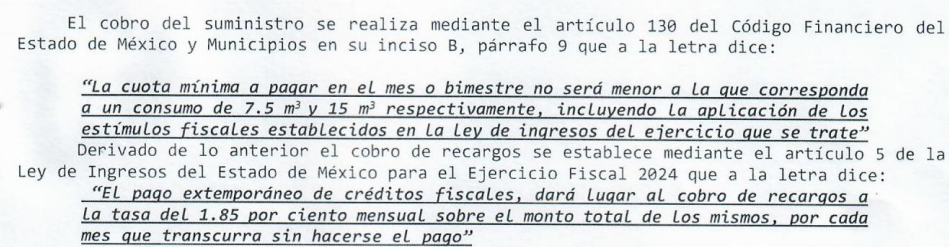 El cobro del suministro se realiza mediante el artículo 130 del Código Financiero del
Estado de México y Municipios en su inciso B, párrafo 9 que a la letra dice:
“La cuota mínima a pagar en el mes o bimestre no será menor a la que corresponda
a un consumo de 7.5 m³ y 15 m³ respectivamente, incluyendo la aplicación de los
estímulos fiscales establecidos en la Ley de ingresos del ejercicio que se trate”
Derivado de lo anterior el cobro de recargos se establece mediante el artículo 5 de la
Ley de Ingresos del Estado de México para el Ejercicio Fiscal 2024 que a la letra dice:
“El pago extemporáneo de créditos fiscales, dará lugar al cobro de recargos a
la tasa del 1.85 por ciento mensual sobre el monto total de los mismos, por cada
mes que transcurra sin hacerse el pago”